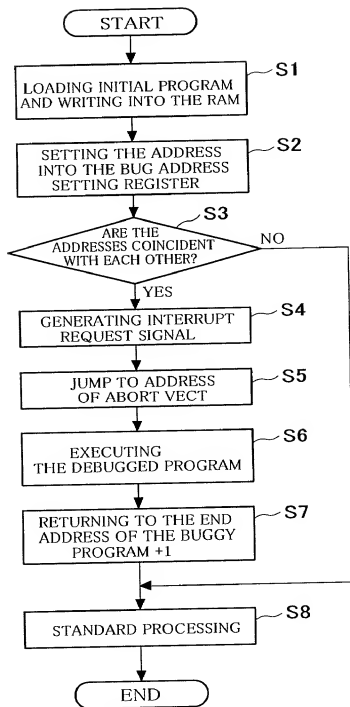 START
S1
LOADING INITIAL PROGRAM
AND WRITING INTO THE RAM
S2
SETTING THE ADDRESS
INTO THE BUG ADDRESS
SETTING REGISTER
S3
ARE THE
ADDRESSES COINCIDENT
WITH EACH OTHER?
NO
YES
S4
GENERATING INTERRUPT
REQUEST SIGNAL
S5
JUMP TO ADDRESS
OF ABORT VECT
S6
EXECUTING
THE DEBUGGED PROGRAM
S7
RETURNING TO THE END
ADDRESS OF THE BUGGY
PROGRAM +1
S8
STANDARD PROCESSING
END